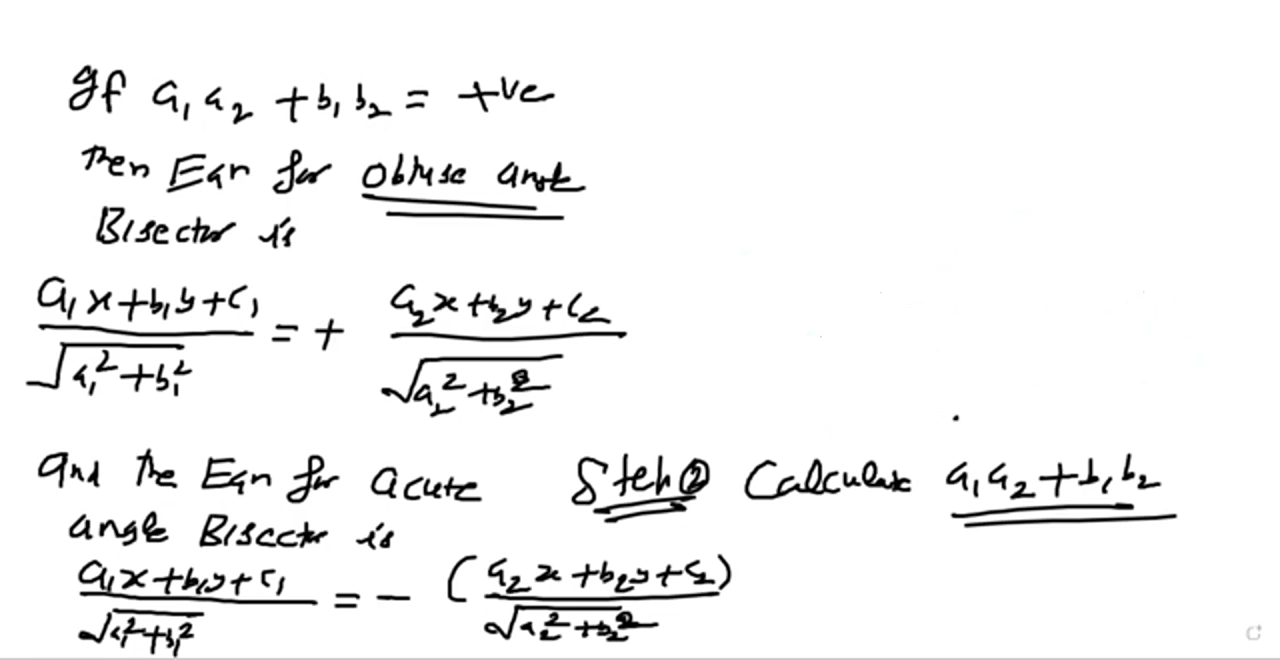 If a₁a₂ + b₁b₂ = +ve
then Eqn for obtuse angle
Bisector is
(a₁x+b₁y+c₁)/√(a₁²+b₁²) = + (a₂x+b₂y+c₂)/√(a₂²+b₂²)
and the Eqn for acute
angle Bisector is
(a₁x+b₁y+c₁)/√(a₁²+b₁²) = - ((a₂x+b₂y+c₂)/√(a₂²+b₂²))
Step② Calculate a₁a₂+b₁b₂